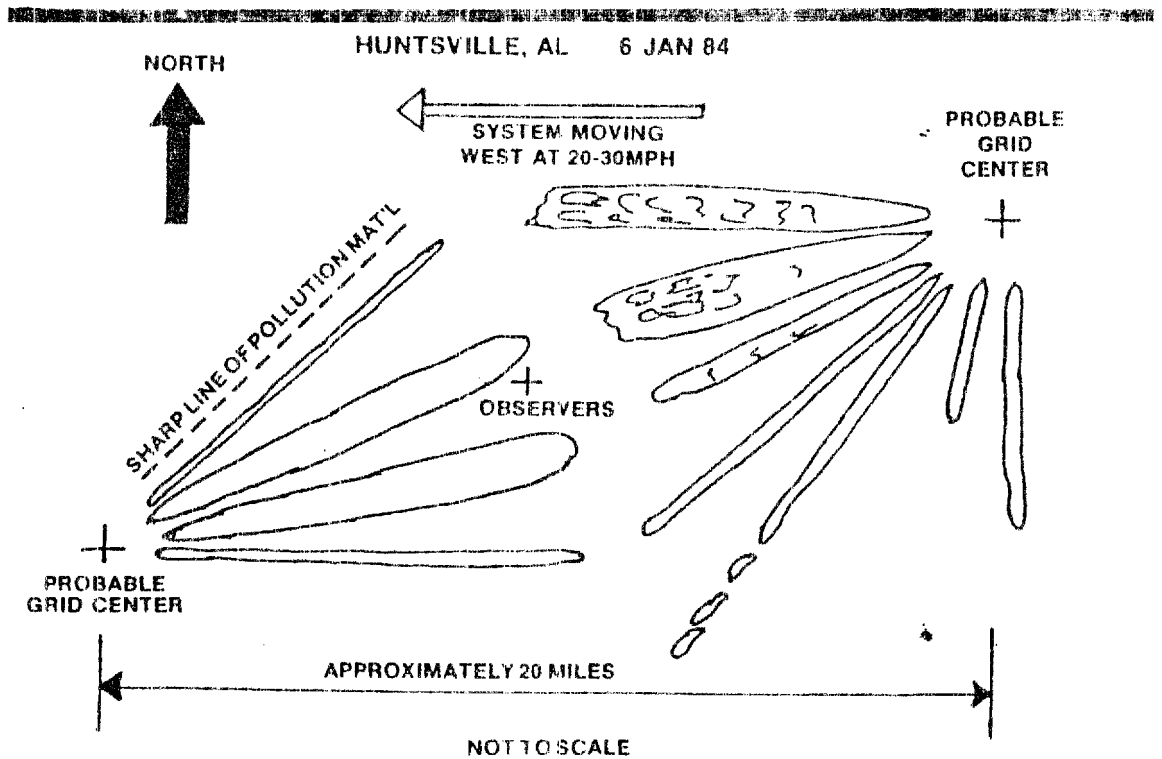 HUNTSVILLE, AL 6 JAN 84
NORTH
SYSTEM MOVING
WEST AT 20-30MPH
PROBABLE
GRID
CENTER
SHARP LINE OF POLLUTION MAT'L
OBSERVERS
PROBABLE
GRID CENTER
APPROXIMATELY 20 MILES
NOT TO SCALE